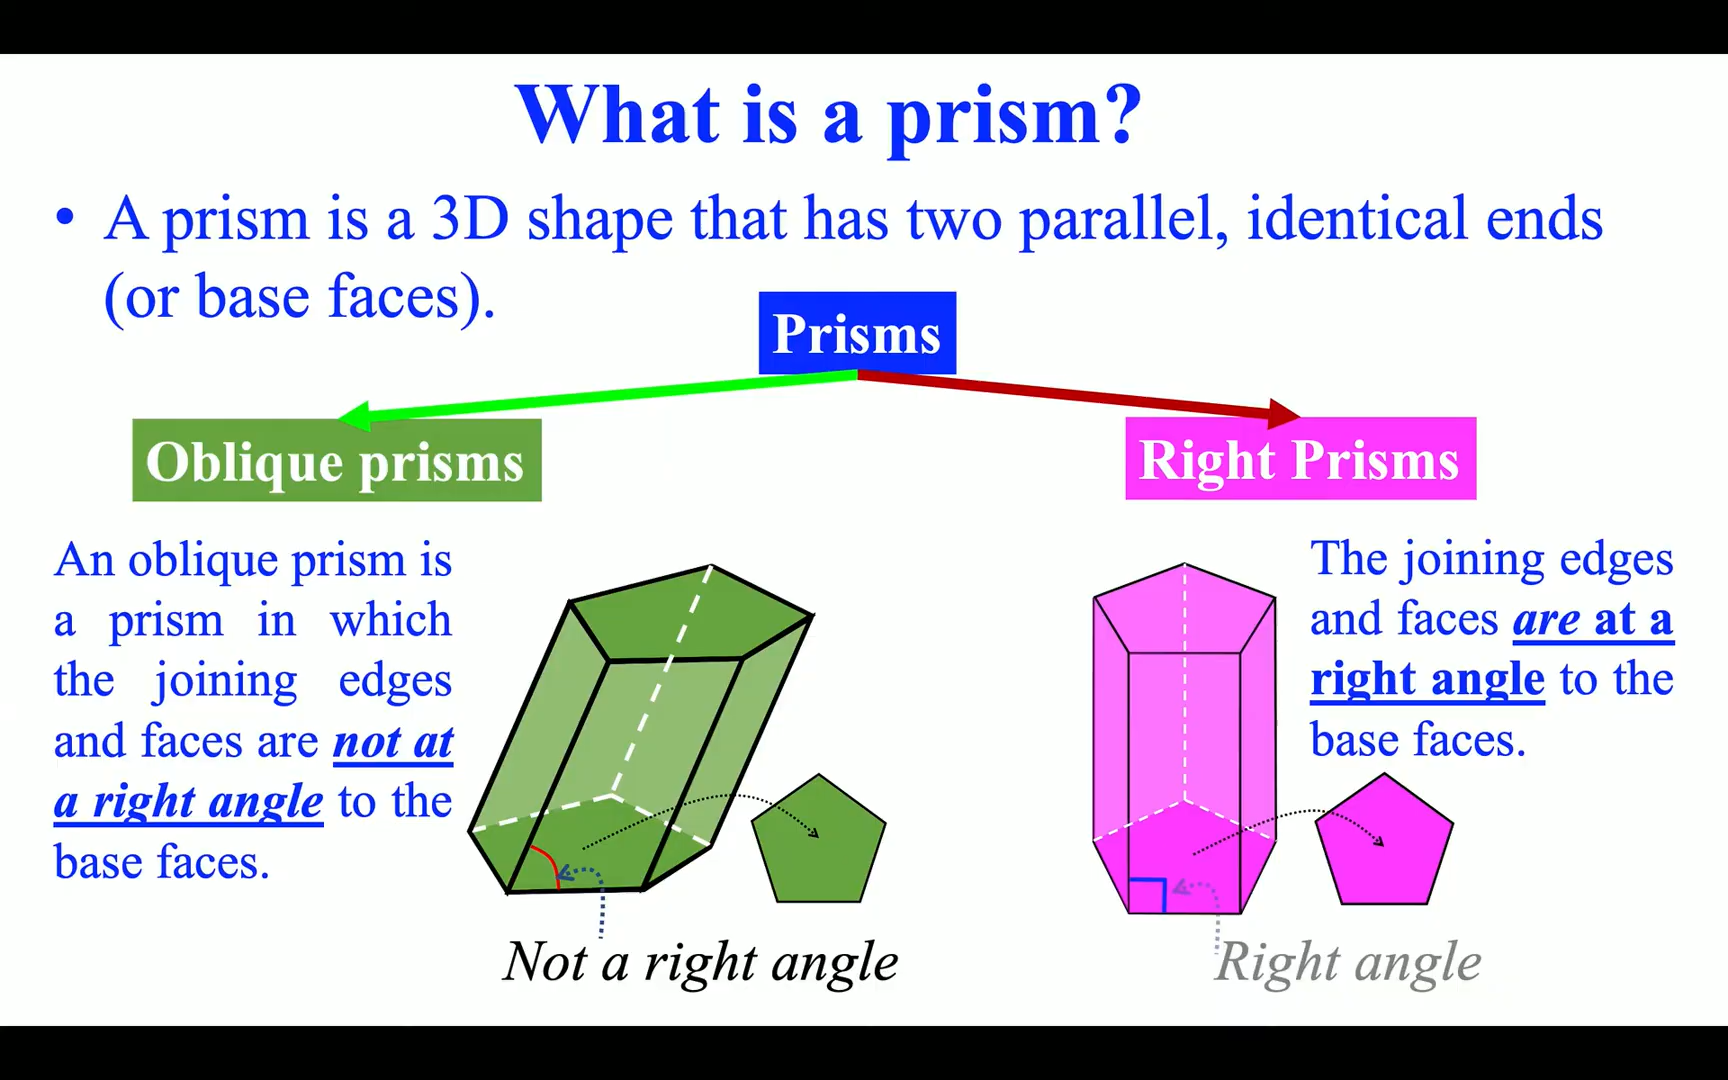 What is a prism?
• A prism is a 3D shape that has two parallel, identical ends
(or base faces).
Prisms
Oblique prisms
Right Prisms
An oblique prism is
a prism in which
the joining edges
and faces are not at
a right angle to the
base faces.
The joining edges
and faces are at a
right angle to the
base faces.
Not a right angle
Right angle